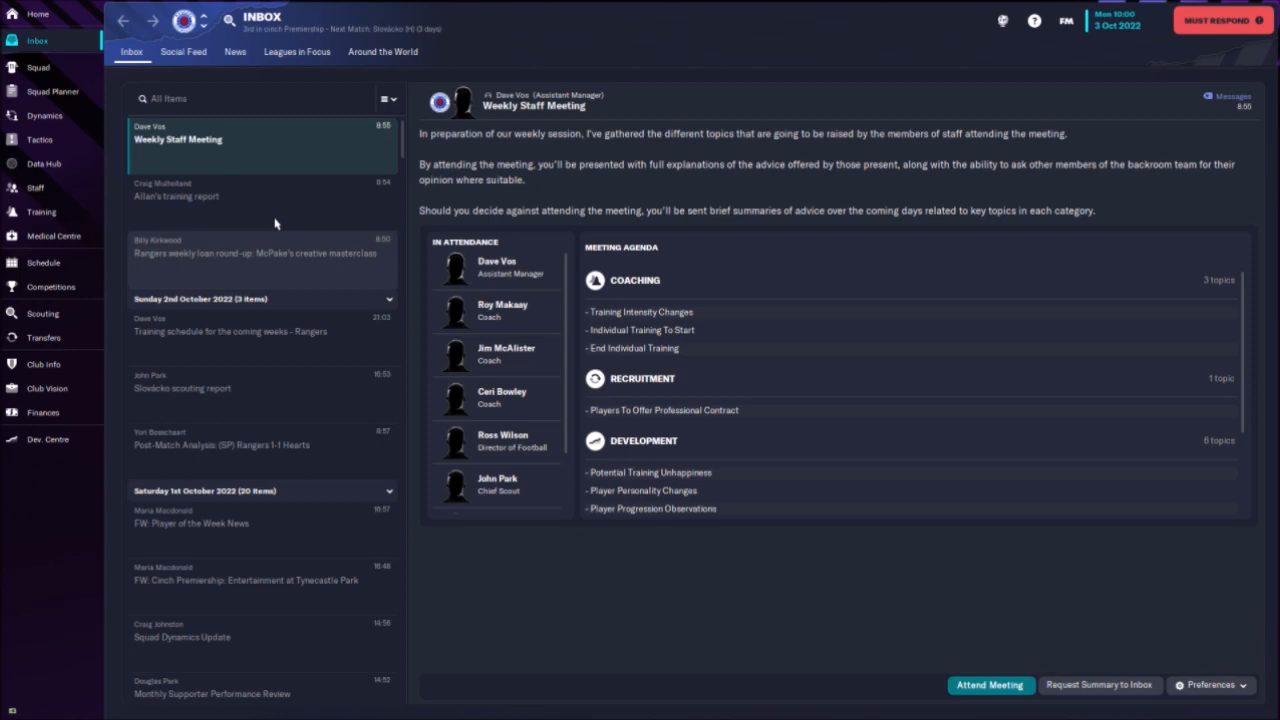 Home
Inbox
Squad
Squad Planner
Dynamics
Tactics
Data Hub
Staff
Training
Medical Centre
Schedule
Competitions
Scouting
Transfers
Club Info
Club Vision
Finances
Dev. Centre
INBOX
3rd in cinch Premiership - Next Match: Slovácko (H) (3 days)
FM
Mon 10:00
3 Oct 2022
MUST RESPOND
Inbox
Social Feed
News
Leagues in Focus
Around the World
All Items
Dave Vos 8:55
Weekly Staff Meeting
Craig Mulholland 8:54
Allan's training report
Billy Kirkwood 8:50
Rangers weekly loan round-up: McPake's creative masterclass
Sunday 2nd October 2022 (3 items)
Dave Vos 21:03
Training schedule for the coming weeks - Rangers
John Park 16:53
Slovácko scouting report
Yori Bosschaart 8:57
Post-Match Analysis: (SP) Rangers 1-1 Hearts
Saturday 1st October 2022 (20 items)
Maria Macdonald 16:57
FW: Player of the Week News
Maria Macdonald 16:48
FW: Cinch Premiership: Entertainment at Tynecastle Park
Craig Johnston 14:56
Squad Dynamics Update
Douglas Park 14:52
Monthly Supporter Performance Review
Dave Vos (Assistant Manager)
Weekly Staff Meeting
Messages
8:55
In preparation of our weekly session, I've gathered the different topics that are going to be raised by the members of staff attending the meeting.
By attending the meeting, you'll be presented with full explanations of the advice offered by those present, along with the ability to ask other members of the backroom team for their
opinion where suitable.
Should you decide against attending the meeting, you'll be sent brief summaries of advice over the coming days related to key topics in each category.
IN ATTENDANCE
Dave Vos
Assistant Manager
Roy Makaay
Coach
Jim McAlister
Coach
Ceri Bowley
Coach
Ross Wilson
Director of Football
John Park
Chief Scout
MEETING AGENDA
COACHING 3 topics
- Training Intensity Changes
- Individual Training To Start
- End Individual Training
RECRUITMENT 1 topic
- Players To Offer Professional Contract
DEVELOPMENT 6 topics
- Potential Training Unhappiness
- Player Personality Changes
- Player Progression Observations
Attend Meeting
Request Summary to Inbox
Preferences